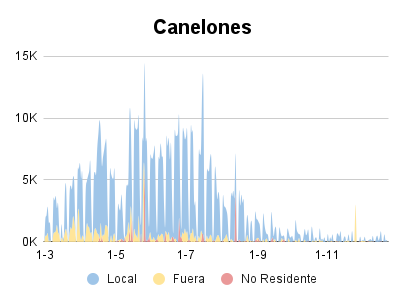 Canelones
15K
10K
5K
0K
1-3 1-5 1-7 1-9 1-11
Local Fuera No Residente